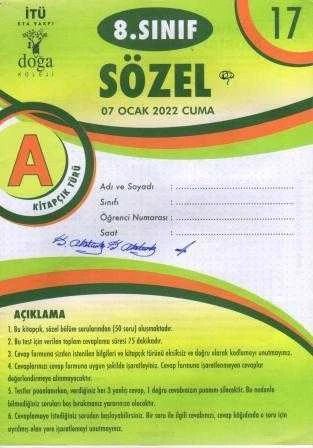 İTÜ
ETA VAKFI
doğa
KOLEJİ
8.SINIF
17
SÖZEL
07 OCAK 2022 CUMA
A
KİTAPÇIK TÜRÜ
Adı ve Soyadı :
Sınıfı :
Öğrenci Numarası :
Saat :
AÇIKLAMA
1. Bu kitapçık, sözel bölüm sorularından (50 soru) oluşmaktadır.
2. Bu test için verilen toplam cevaplama süresi 75 dakikadır.
3. Cevap formuna sizden istenilen bilgileri ve kitapçık türünü eksiksiz ve doğru olarak kodlamayı unutmayınız.
4. Cevaplarınızı cevap formuna uygun şekilde işaretleyiniz. Cevap formuna işaretlenmeyen cevaplar
değerlendirmeye alınmayacaktır.
5. Testler puanlanırken, verdiğiniz her 3 yanlış cevap, 1 doğru cevabınızın puanını silecektir. Bu nedenle
bilmediğiniz soruları boş bırakmanız yararınıza olacaktır.
6. Cevaplamaya istediğiniz sorudan başlayabilirsiniz. Bir soru ile ilgili cevabınızı, cevap kâğıdında o soru için
ayrılmış olan yere işaretlemeyi unutmayınız.